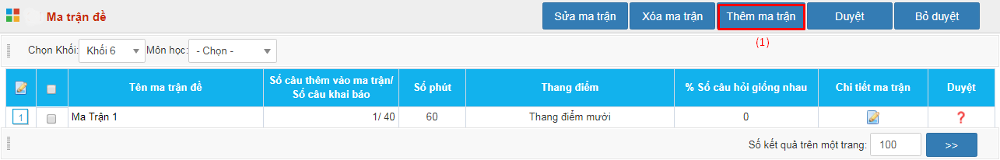 Ma trận đề
Sửa ma trận
Xóa ma trận
Thêm ma trận
Duyệt
Bỏ duyệt
(1)
Chọn Khối: Khối 6 Môn học: - Chọn -
Tên ma trận đề
Số câu thêm vào ma trận/
Số câu khai báo
Số phút
Thang điểm
% Số câu hỏi giống nhau
Chi tiết ma trận
Duyệt
1 Ma Trận 1 1/ 40 60 Thang điểm mười 0 ?
Số kết quả trên một trang: 100 >>